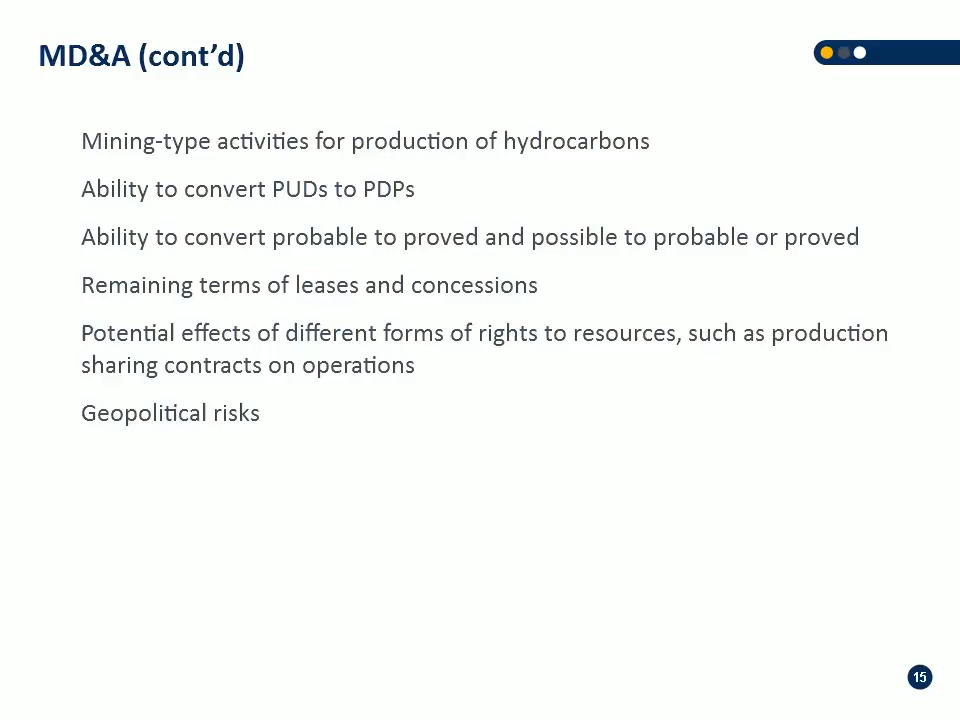 MD&A (cont’d)
Mining-type activities for production of hydrocarbons
Ability to convert PUDs to PDPs
Ability to convert probable to proved and possible to probable or proved
Remaining terms of leases and concessions
Potential effects of different forms of rights to resources, such as production
sharing contracts on operations
Geopolitical risks
15